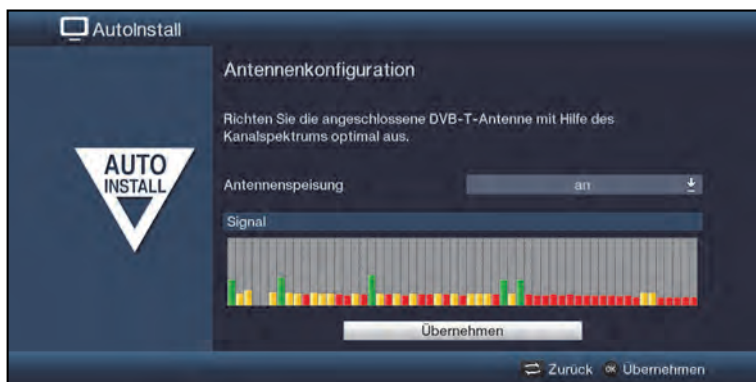 AutoInstall
Antennenkonfiguration
Richten Sie die angeschlossene DVB-T-Antenne mit Hilfe des
Kanalspektrums optimal aus.
AUTO
INSTALL
Antennenspeisung an
Signal
Übernehmen
Zurück OK Übernehmen